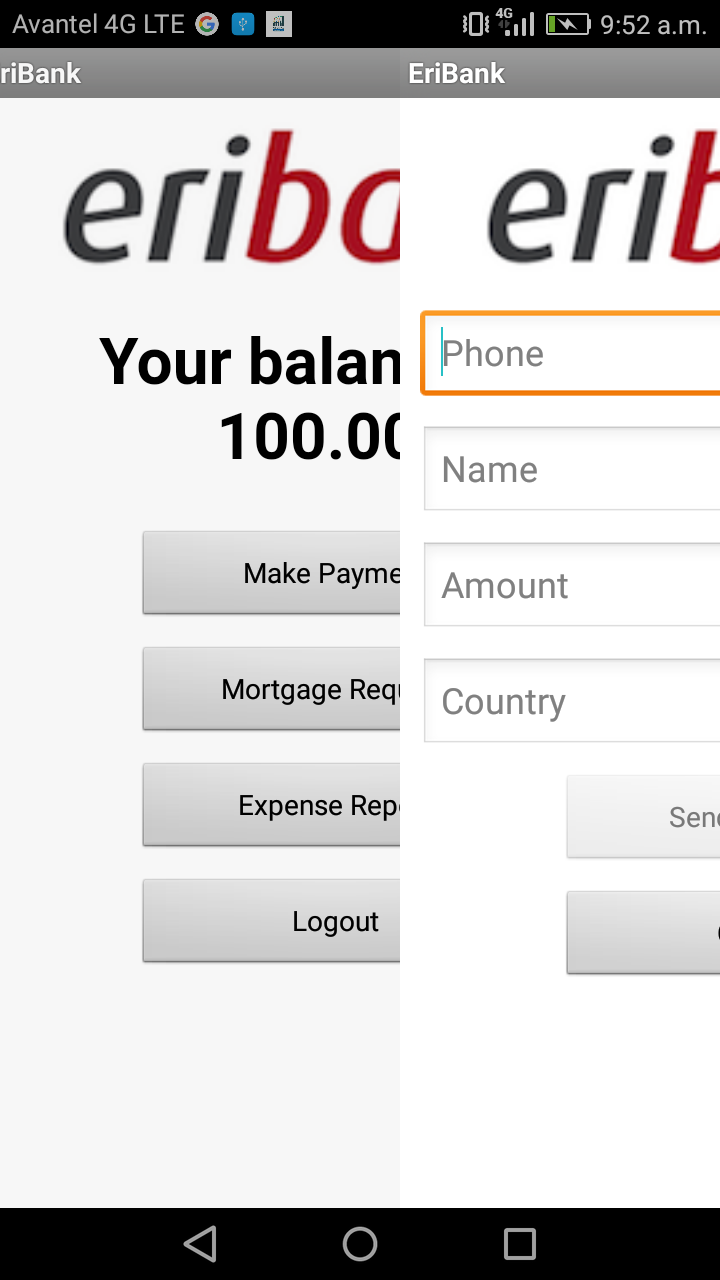 Avantel 4G LTE 4G 9:52 a.m.
riBank
eriba
Your balan
100.00
Make Payme
Mortgage Requ
Expense Rep
Logout
EriBank
erib
Phone
Name
Amount
Country
Send